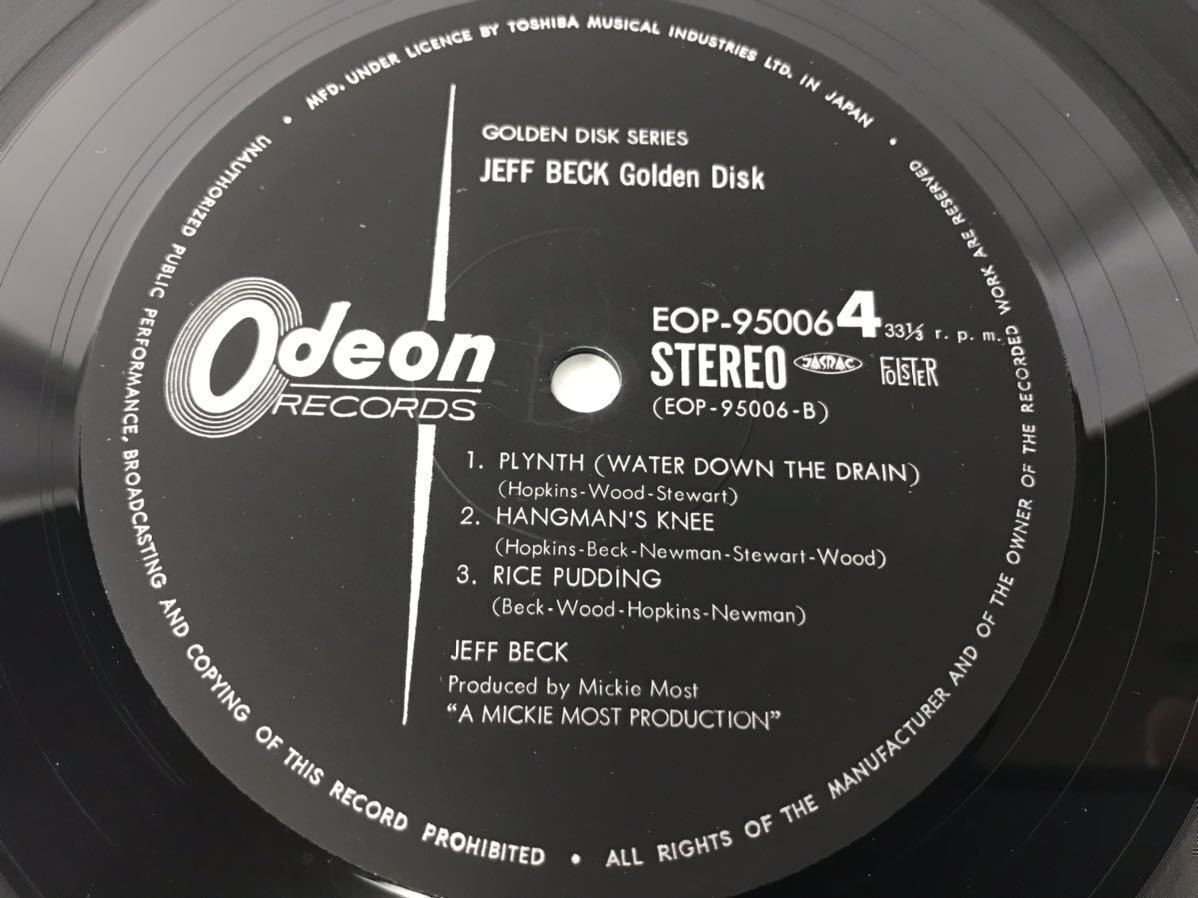 MFD. UNDER LICENCE BY TOSHIBA MUSICAL INDUSTRIES LTD. IN JAPAN •
GOLDEN DISK SERIES
JEFF BECK Golden Disk
Odeon
RECORDS
EOP-95006 4 33⅓ r. p. m.
STEREO JASRAC FOLSTER
(EOP-95006-B)
1. PLYNTH (WATER DOWN THE DRAIN)
(Hopkins-Wood-Stewart)
2. HANGMAN'S KNEE
(Hopkins-Beck-Newman-Stewart-Wood)
3. RICE PUDDING
(Beck-Wood-Hopkins-Newman)
JEFF BECK
Produced by Mickie Most
“A MICKIE MOST PRODUCTION”
UNAUTHORIZED PUBLIC PERFORMANCE, BROADCASTING AND COPYING OF THIS RECORD PROHIBITED •
ALL RIGHTS OF THE MANUFACTURER AND OF THE OWNER OF THE RECORDED WORK ARE RESERVED